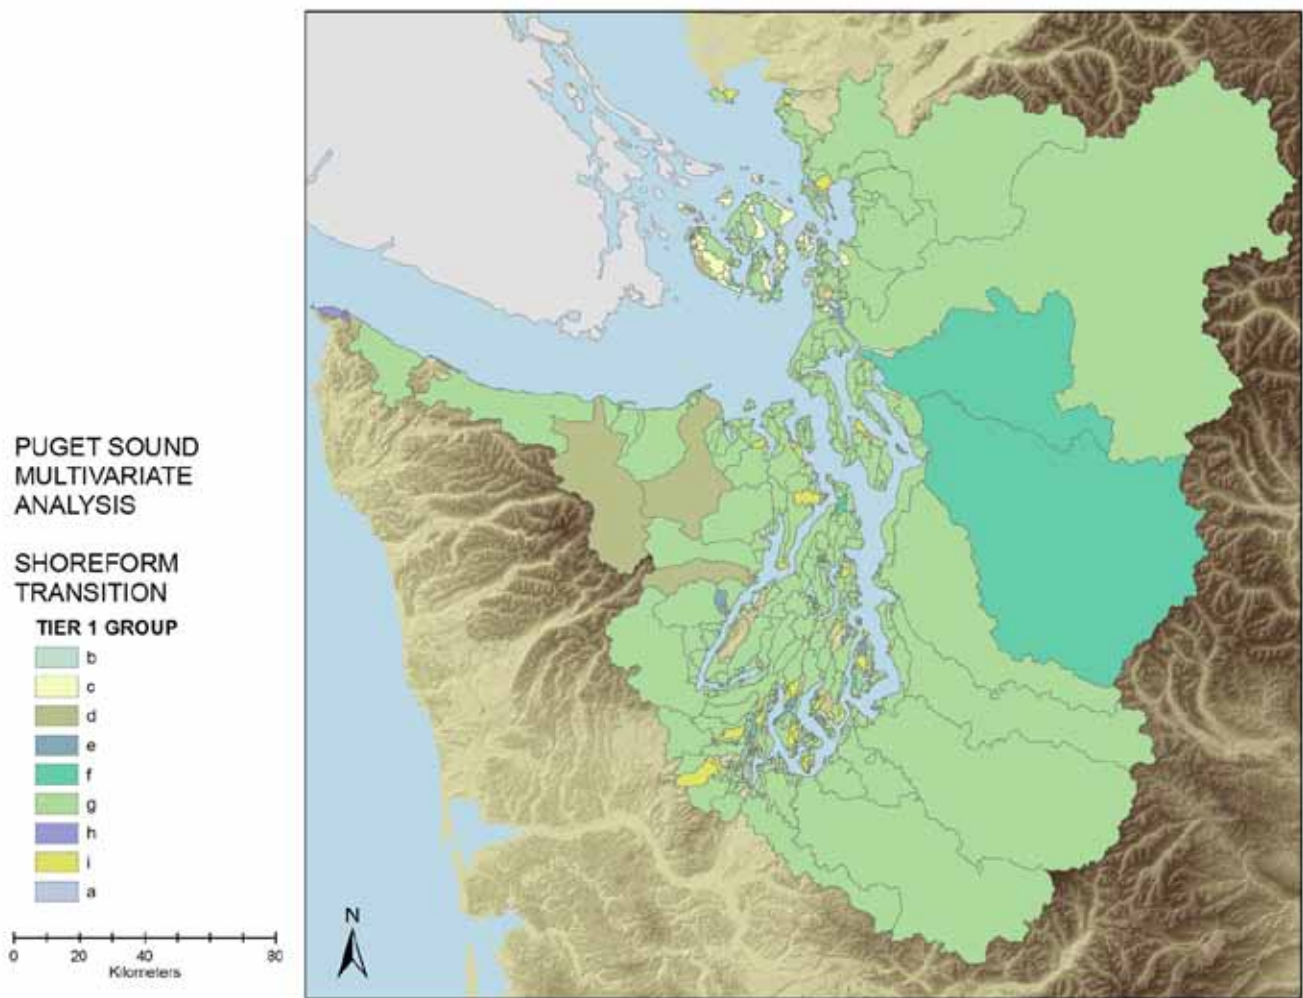 PUGET SOUND
MULTIVARIATE
ANALYSIS
SHOREFORM
TRANSITION
TIER 1 GROUP
b
c
d
e
f
g
h
i
a
N
0 20 40 80
Kilometers